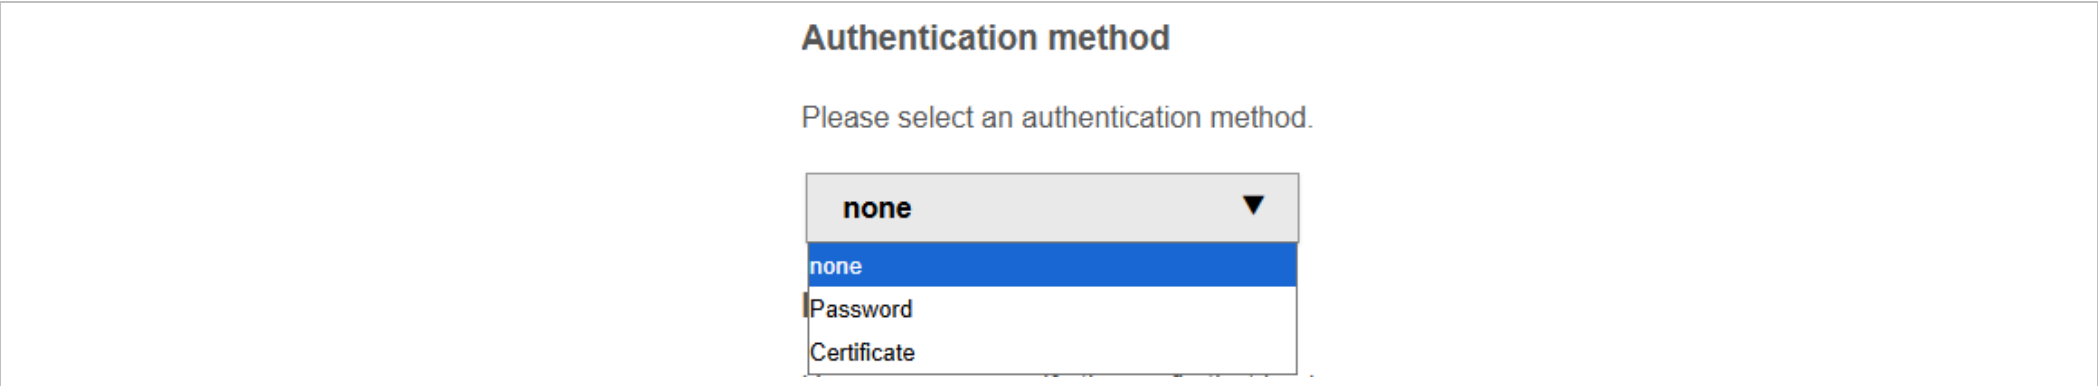 Authentication method
Please select an authentication method.
none
none
Password
Certificate